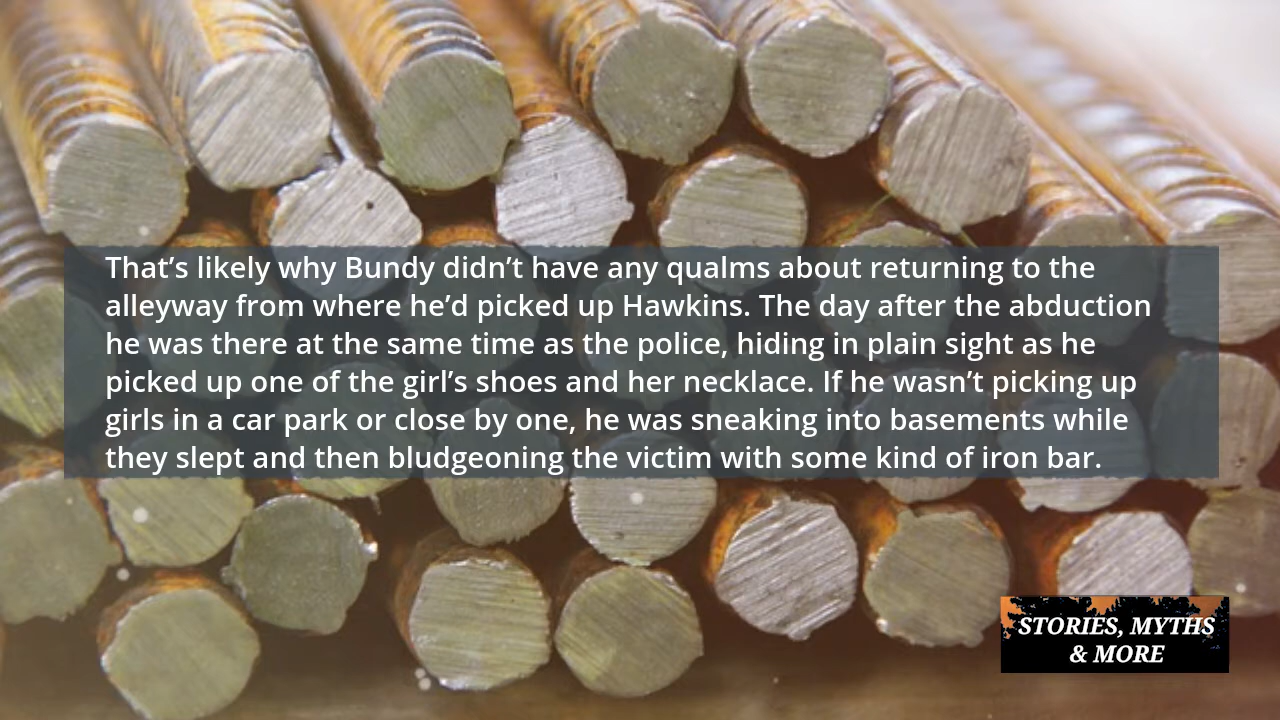 That’s likely why Bundy didn’t have any qualms about returning to the
alleyway from where he’d picked up Hawkins. The day after the abduction
he was there at the same time as the police, hiding in plain sight as he
picked up one of the girl’s shoes and her necklace. If he wasn’t picking up
girls in a car park or close by one, he was sneaking into basements while
they slept and then bludgeoning the victim with some kind of iron bar.
STORIES, MYTHS
& MORE